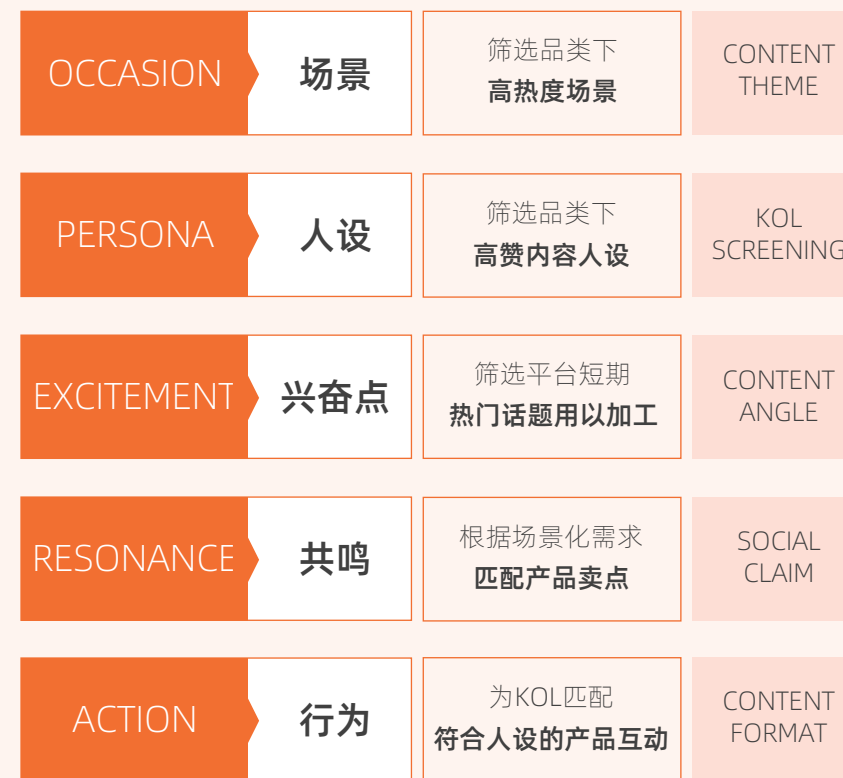 OCCASION
场景
筛选品类下
高热度场景
CONTENT
THEME
PERSONA
人设
筛选品类下
高赞内容人设
KOL
SCREENING
EXCITEMENT
兴奋点
筛选平台短期
热门话题用以加工
CONTENT
ANGLE
RESONANCE
共鸣
根据场景化需求
匹配产品卖点
SOCIAL
CLAIM
ACTION
行为
为KOL匹配
符合人设的产品互动
CONTENT
FORMAT